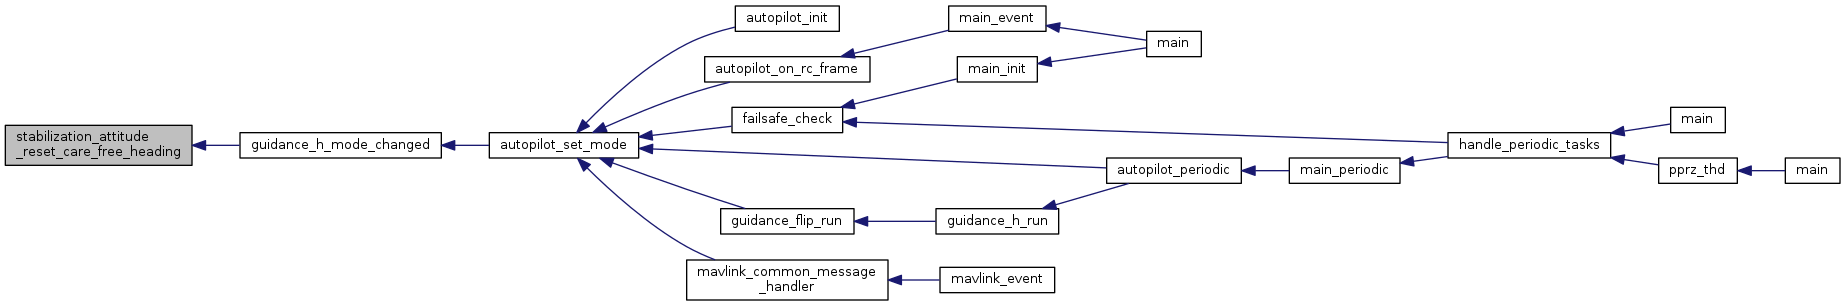 autopilot_init
main_event
main
autopilot_on_rc_frame
main_init
failsafe_check
main
stabilization_attitude
_reset_care_free_heading
guidance_h_mode_changed
autopilot_set_mode
handle_periodic_tasks
autopilot_periodic
main_periodic
pprz_thd
main
guidance_flip_run
guidance_h_run
mavlink_common_message
_handler
mavlink_event